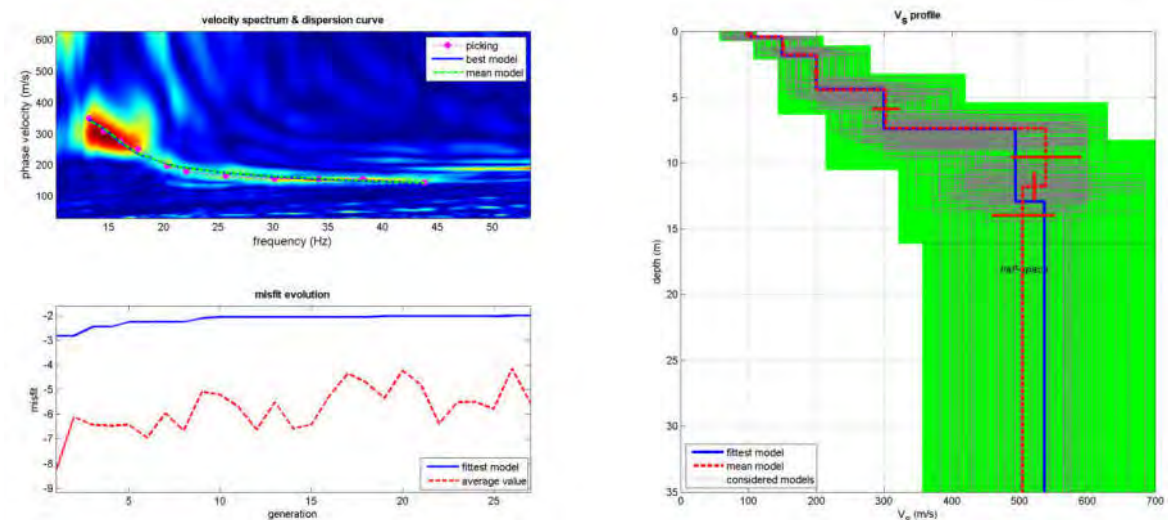 velocity spectrum & dispersion curve
600
500
400
300
200
100
phase velocity (m/s)
picking
best model
mean model
15
20
25
30
35
40
45
50
frequency (Hz)
misfit evolution
-2
-3
-4
-5
-6
-7
-8
-9
misfit
fittest model
average value
5
10
15
20
25
generation
VS profile
0
5
10
15
20
25
30
35
depth (m)
fittest model
mean model
considered models
0
100
200
300
400
500
600
700
VS (m/s)